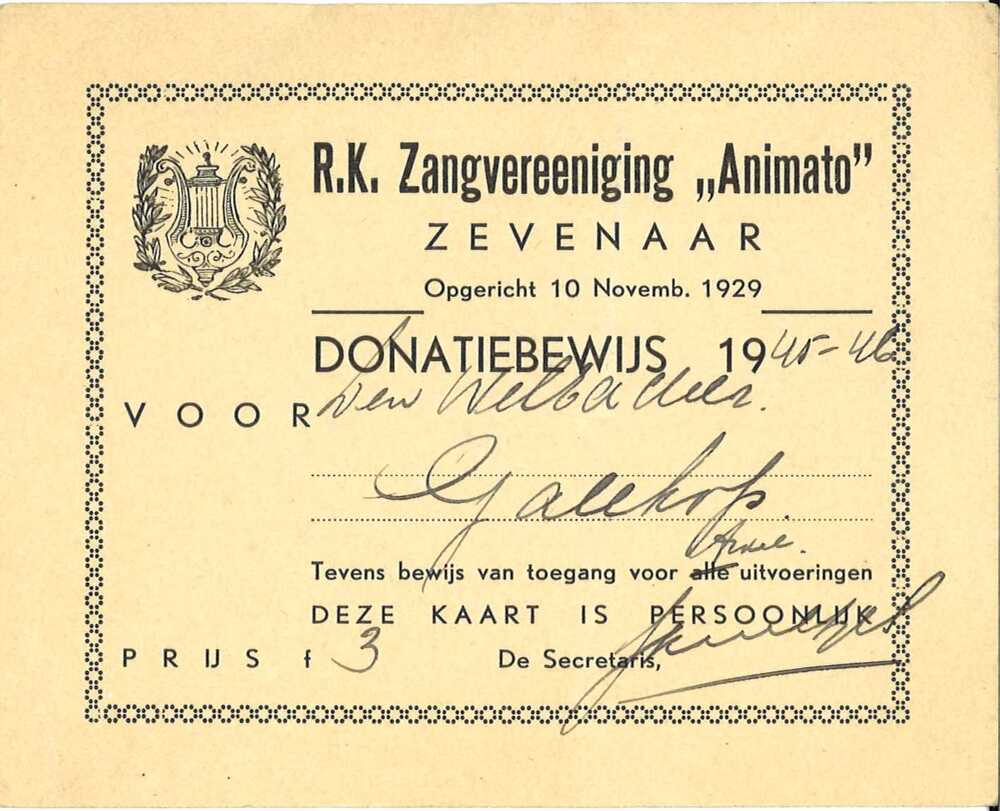 R.K. Zangvereeniging „Animato”
ZEVENAAR
Opgericht 10 Novemb. 1929
DONATIEBEWIJS 1945-46
VOOR Den
Tevens bewijs van toegang voor alle uitvoeringen
DEZE KAART IS PERSOONLIJK
PRIJS f 3 De Secretaris,